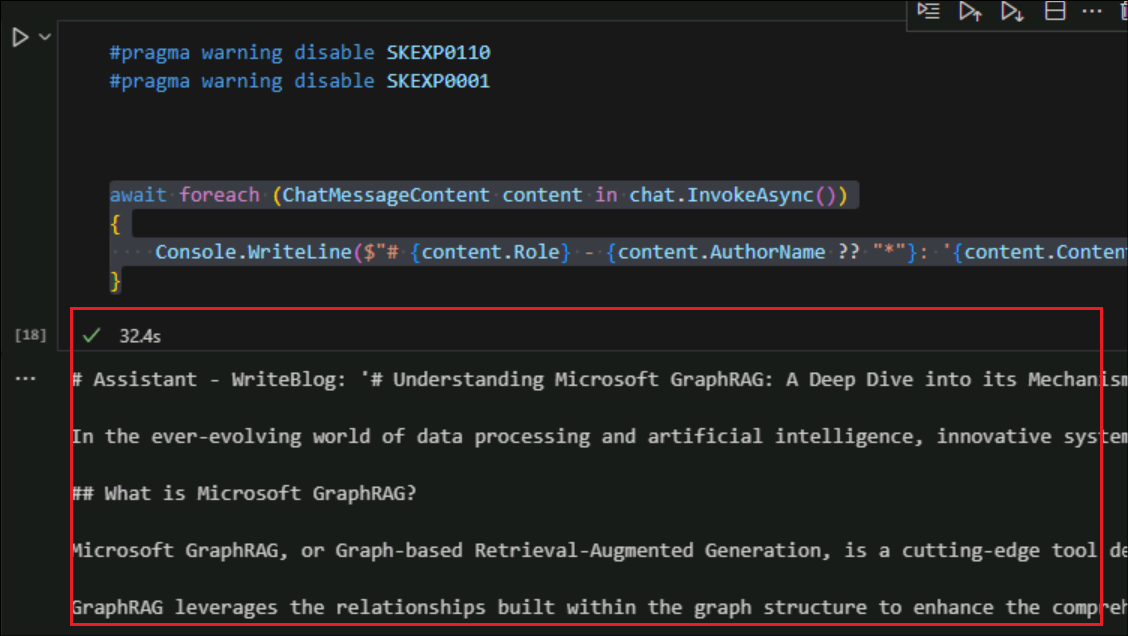 #pragma warning disable SKEXP0110
#pragma warning disable SKEXP0001
await foreach (ChatMessageContent content in chat.InvokeAsync())
{
Console.WriteLine($"# {content.Role} - {content.AuthorName ?? "*"}: '{content.Conten
}
[18] 32.4s
# Assistant - WriteBlog: '# Understanding Microsoft GraphRAG: A Deep Dive into its Mechanism
In the ever-evolving world of data processing and artificial intelligence, innovative system
## What is Microsoft GraphRAG?
Microsoft GraphRAG, or Graph-based Retrieval-Augmented Generation, is a cutting-edge tool de
GraphRAG leverages the relationships built within the graph structure to enhance the compreh